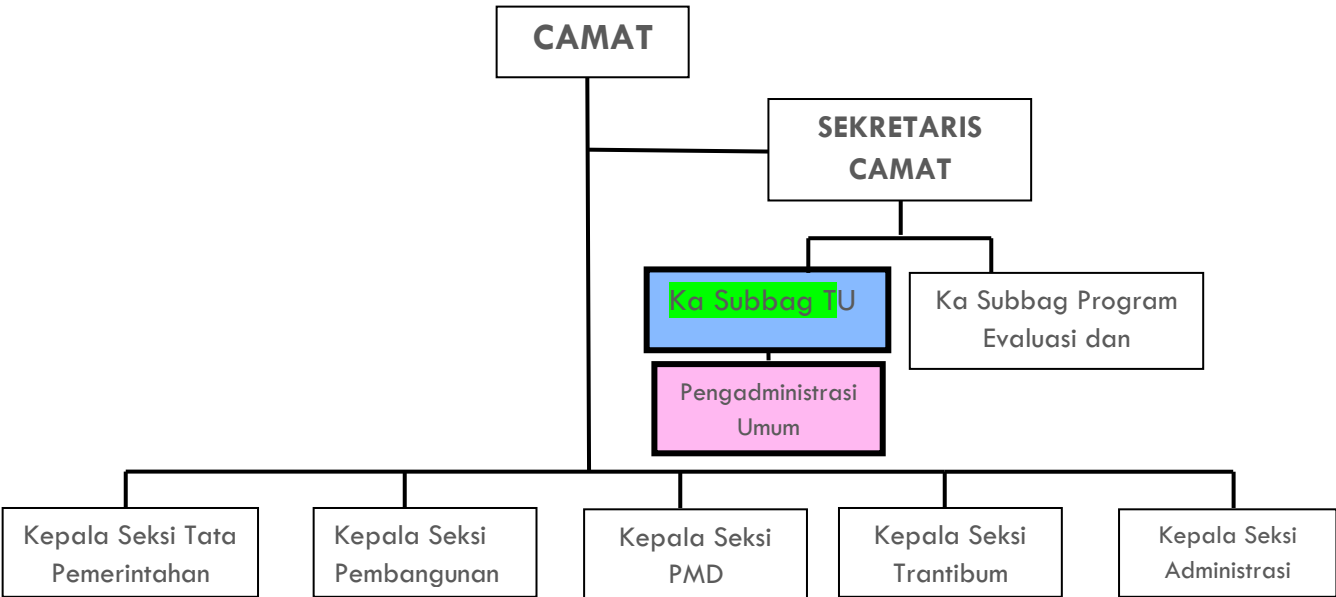 CAMAT
SEKRETARIS
CAMAT
Ka Subbag TU
Ka Subbag Program
Evaluasi dan
Pengadministrasi
Umum
Kepala Seksi Tata
Pemerintahan
Kepala Seksi
Pembangunan
Kepala Seksi
PMD
Kepala Seksi
Trantibum
Kepala Seksi
Administrasi